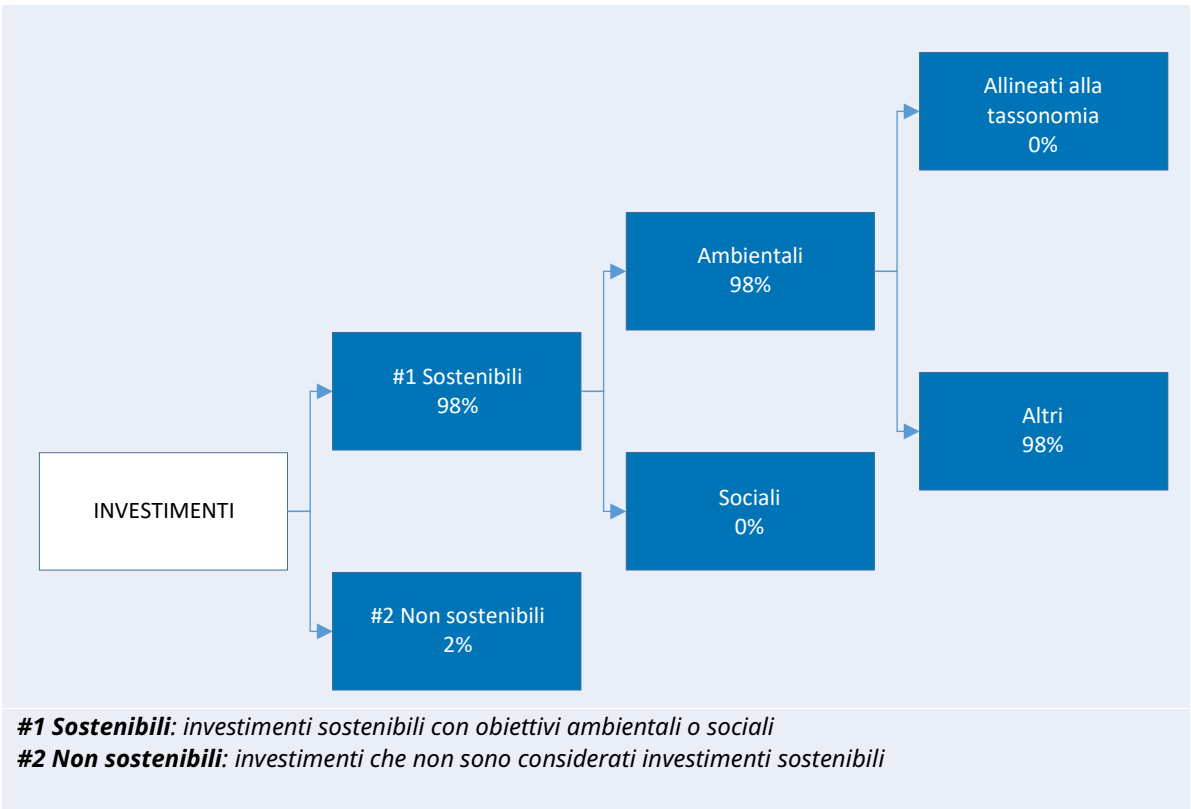 INVESTIMENTI
#1 Sostenibili
98%
#2 Non sostenibili
2%
Ambientali
98%
Sociali
0%
Allineati alla
tassonomia
0%
Altri
98%
#1 Sostenibili: investimenti sostenibili con obiettivi ambientali o sociali
#2 Non sostenibili: investimenti che non sono considerati investimenti sostenibili